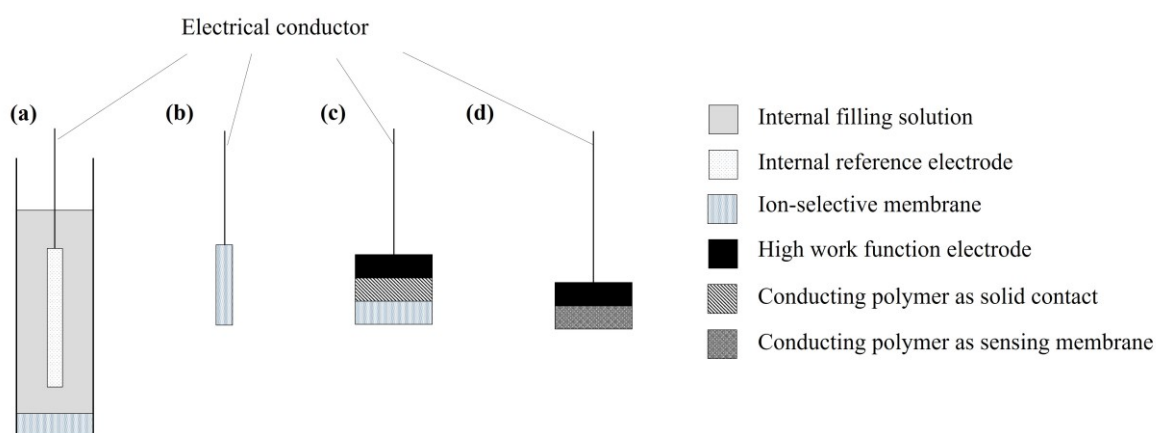 Electrical conductor
(a)
(b)
(c)
(d)
Internal filling solution
Internal reference electrode
Ion-selective membrane
High work function electrode
Conducting polymer as solid contact
Conducting polymer as sensing membrane